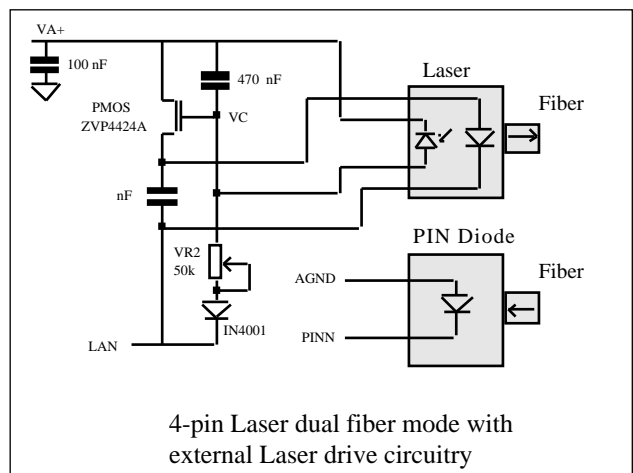 VA+
100 nF
470 nF
Laser
Fiber
PMOS
ZVP4424A
VC
nF
PIN Diode
VR2
50k
AGND
Fiber
IN4001
PINN
LAN
4-pin Laser dual fiber mode with
external Laser drive circuitry